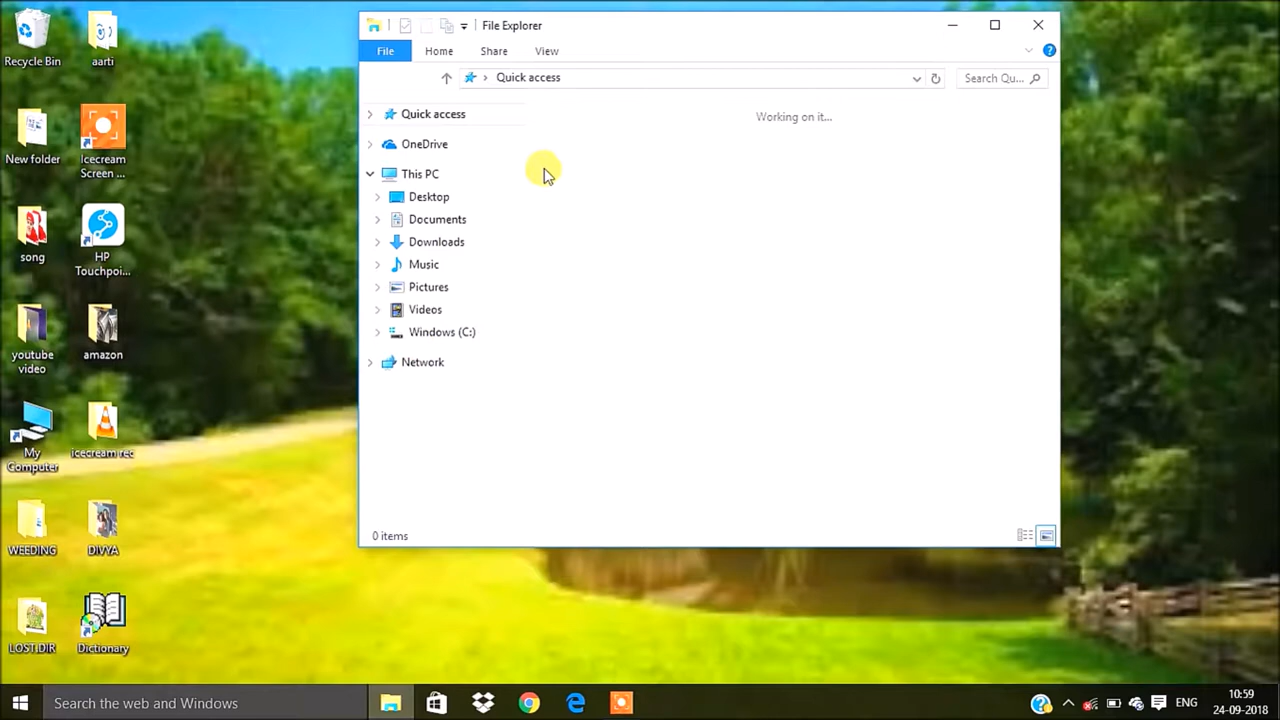 Recycle Bin
aarti
New folder
Icecream
Screen ...
song
HP
Touchpoi...
youtube
video
amazon
My
Computer
icecream rec
WEEDING
DIVYA
LOST.DIR
Dictionary
File Explorer
File
Home
Share
View
Quick access
Search Qu...
Quick access
OneDrive
This PC
Desktop
Documents
Downloads
Music
Pictures
Videos
Windows (C:)
Network
Working on it...
0 items
Search the web and Windows
ENG
10:59
24-09-2018